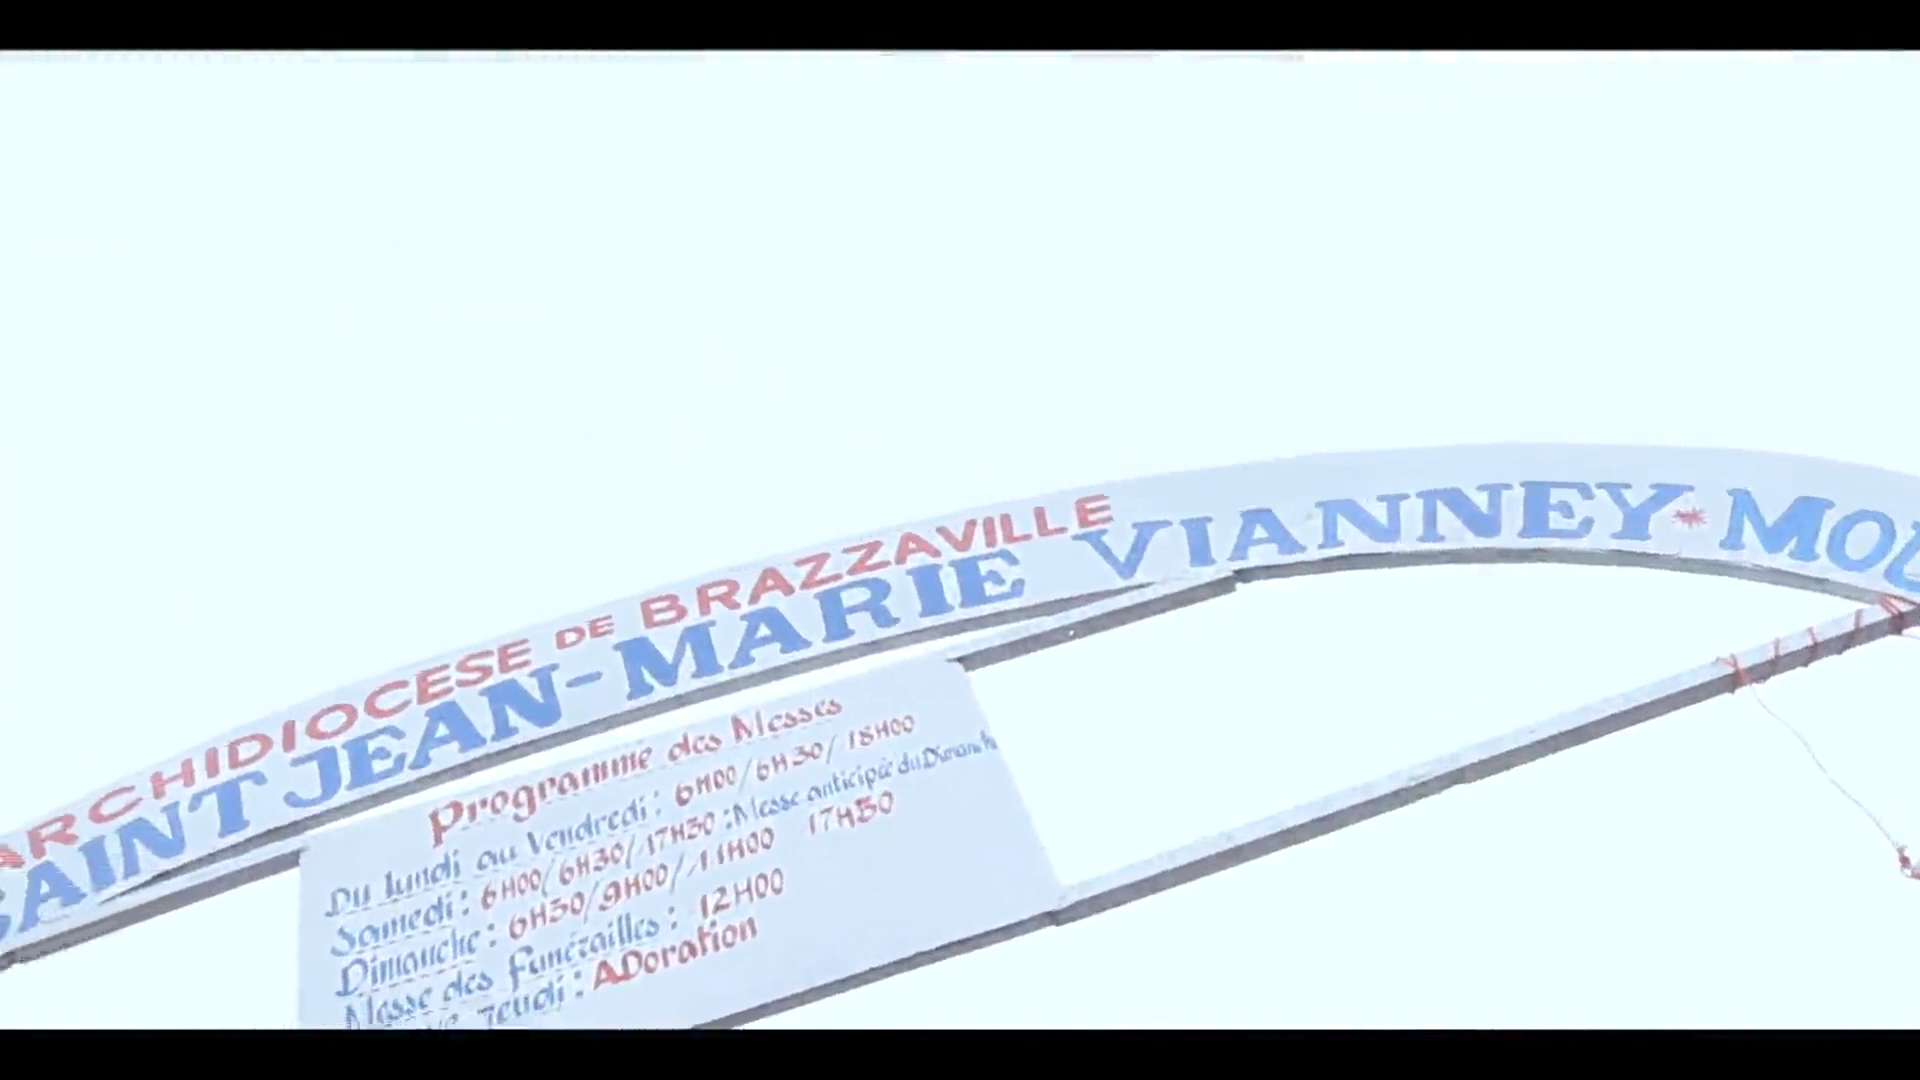 ARCHIDIOCESE DE BRAZZAVILLE
SAINT JEAN-MARIE VIANNEY * MOU
Programme des Messes
Du lundi au Vendredi : 6H00/6H30/18H00
Samedi : 6H00/6H30/17H30 : Messe anticipée du Dimanche
Dimanche : 6H30/9H00/11H00 17H30
Messe des Funérailles : 12H00
Jeudi : ADoration